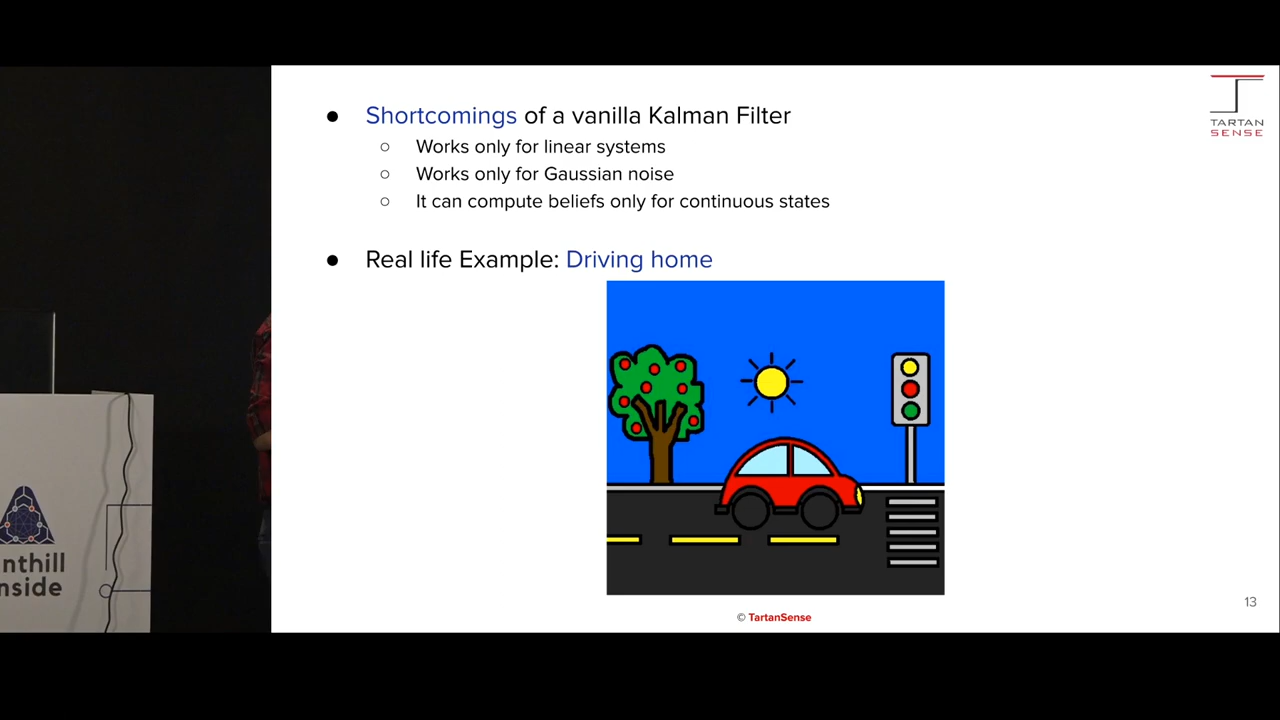 Shortcomings of a vanilla Kalman Filter
Works only for linear systems
Works only for Gaussian noise
It can compute beliefs only for continuous states
Real life Example: Driving home
TARTAN
SENSE
nthill
nside
13
© TartanSense